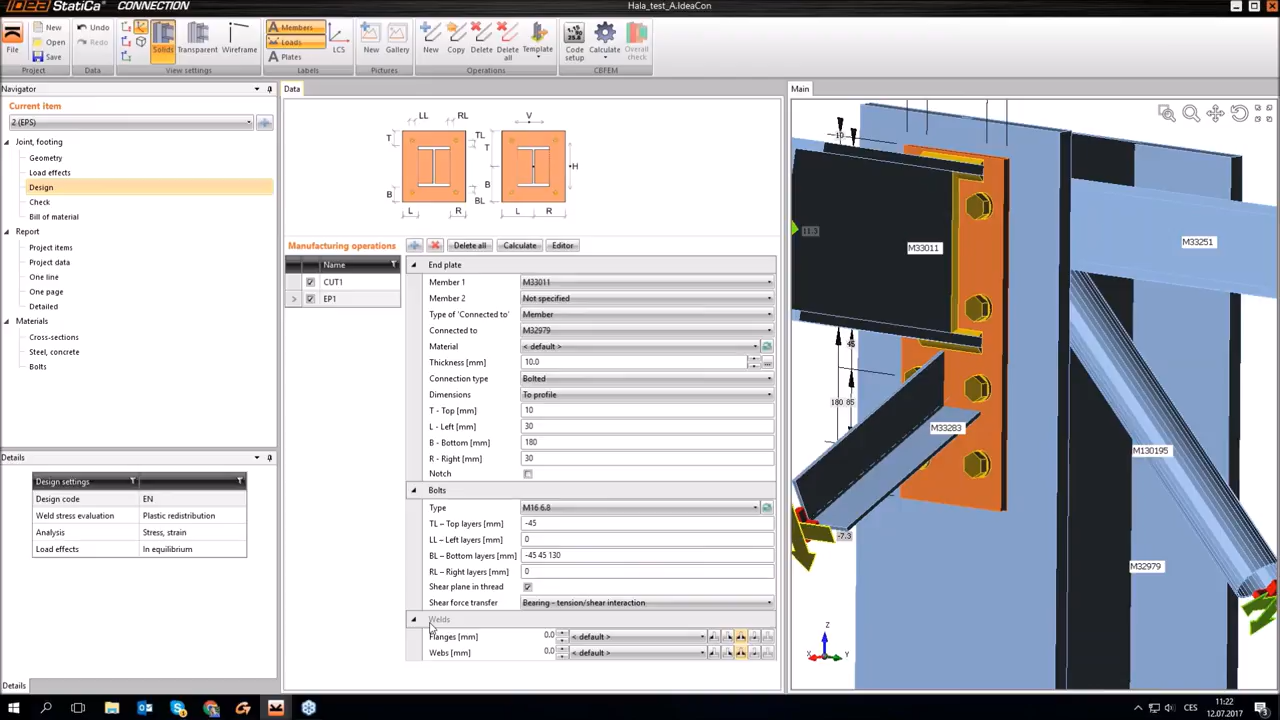 IDEA StatiCa CONNECTION
Hala_test_A.IdeaCon
File
New
Open
Save
Project
Undo
Redo
Data
Solids
Transparent
Wireframe
View settings
Members
Loads
Plates
LCS
Labels
New
Gallery
Pictures
New
Copy
Delete
Delete all
Template
Operations
Code setup
Calculate
Overall check
CBFEM
Navigator
Current item
2 (EPS)
Joint, footing
Geometry
Load effects
Design
Check
Bill of material
Report
Project items
Project data
One line
One page
Detailed
Materials
Cross-sections
Steel, concrete
Bolts
Details
Design settings
Design code EN
Weld stress evaluation Plastic redistribution
Analysis Stress, strain
Load effects In equilibrium
Details
Data
LL RL V
T TL T
H
B BL B
L R L R
Manufacturing operations
Delete all Calculate Editor
Name
CUT1
EP1
End plate
Member 1 M33011
Member 2 Not specified
Type of 'Connected to' Member
Connected to M32979
Material < default >
Thickness [mm] 10.0
Connection type Bolted
Dimensions To profile
T - Top [mm] 10
L - Left [mm] 30
B - Bottom [mm] 180
R - Right [mm] 30
Notch
Bolts
Type M16 6.8
TL – Top layers [mm] -45
LL – Left layers [mm] 0
BL – Bottom layers [mm] -45 45 130
RL – Right layers [mm] 0
Shear plane in thread
Shear force transfer Bearing - tension/shear interaction
Welds
Flanges [mm] 0.0 < default >
Webs [mm] 0.0 < default >
Main
10
11.3
M33011
M33251
45
180 85
M33283
M130195
-7.3
M32979
Z
X Y
CES
11:22
12.07.2017